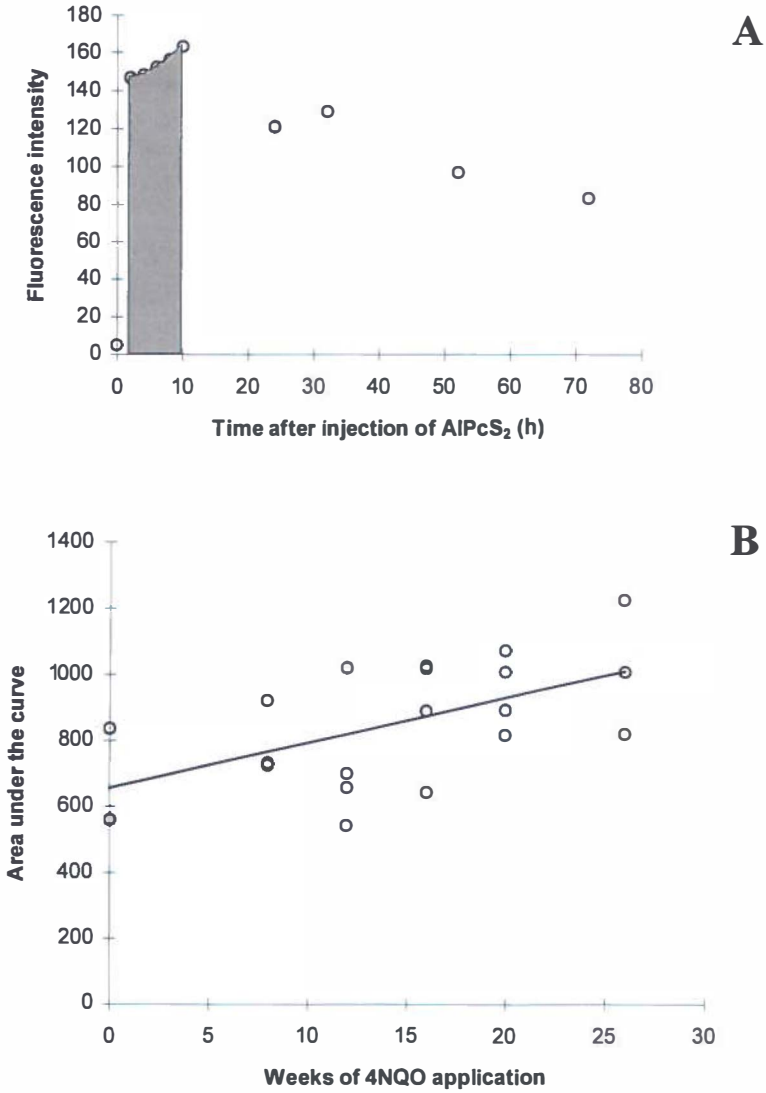 A
180
160
140
120
100
80
60
40
20
0
Fluorescence intensity
0 10 20 30 40 50 60 70 80
Time after injection of AlPcS₂ (h)
B
1400
1200
1000
800
600
400
200
0
Area under the curve
0 5 10 15 20 25 30
Weeks of 4NQO application